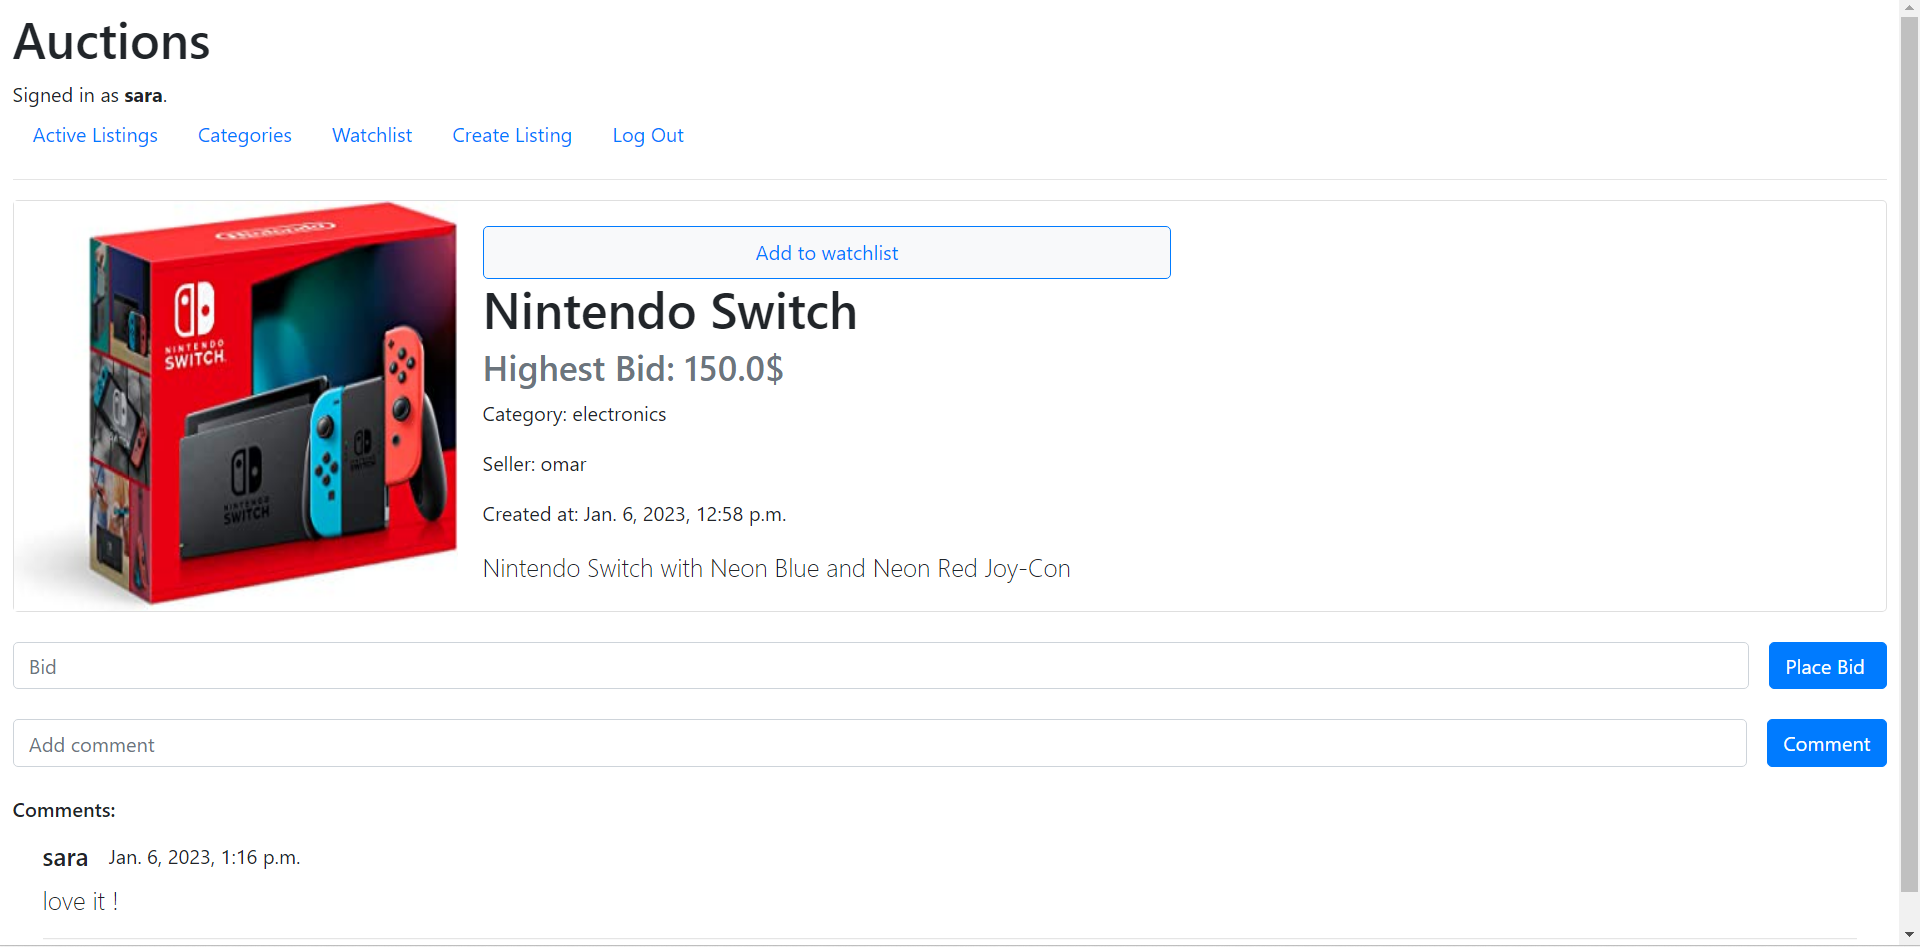 Auctions
Signed in as sara.
Active Listings Categories Watchlist Create Listing Log Out
Nintendo
NINTENDO
SWITCH
NINTENDO
SWITCH
NINTENDO
SWITCH
Add to watchlist
Nintendo Switch
Highest Bid: 150.0$
Category: electronics
Seller: omar
Created at: Jan. 6, 2023, 12:58 p.m.
Nintendo Switch with Neon Blue and Neon Red Joy-Con
Bid
Place Bid
Add comment
Comment
Comments:
sara Jan. 6, 2023, 1:16 p.m.
love it !